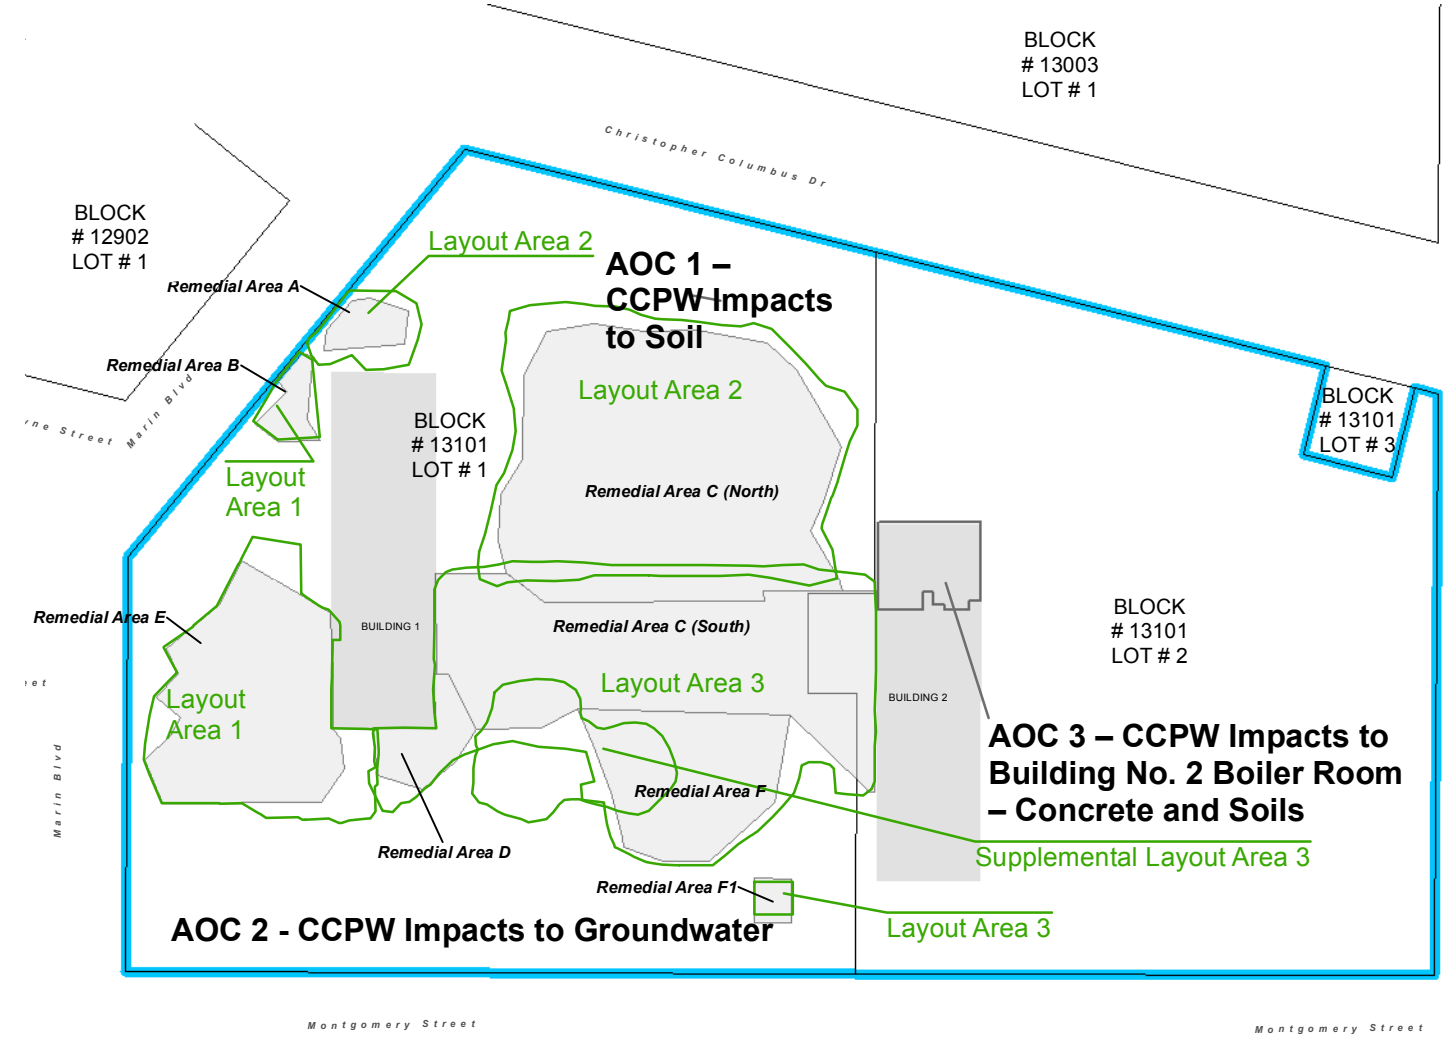 BLOCK
# 13003
LOT # 1
Christopher Columbus Dr
BLOCK
# 12902
LOT # 1
Layout Area 2
AOC 1 –
CCPW Impacts
to Soil
Remedial Area A
Remedial Area B
Marin Blvd
Street
Layout Area 2
BLOCK
# 13101
LOT # 1
BLOCK
# 13101
LOT # 3
Layout
Area 1
Remedial Area C (North)
Remedial Area E
BUILDING 1
Remedial Area C (South)
BLOCK
# 13101
LOT # 2
Layout
Area 1
Layout Area 3
BUILDING 2
AOC 3 – CCPW Impacts to
Building No. 2 Boiler Room
– Concrete and Soils
Marin Blvd
Remedial Area F
Remedial Area D
Supplemental Layout Area 3
Remedial Area F1
AOC 2 - CCPW Impacts to Groundwater
Layout Area 3
Montgomery Street
Montgomery Street